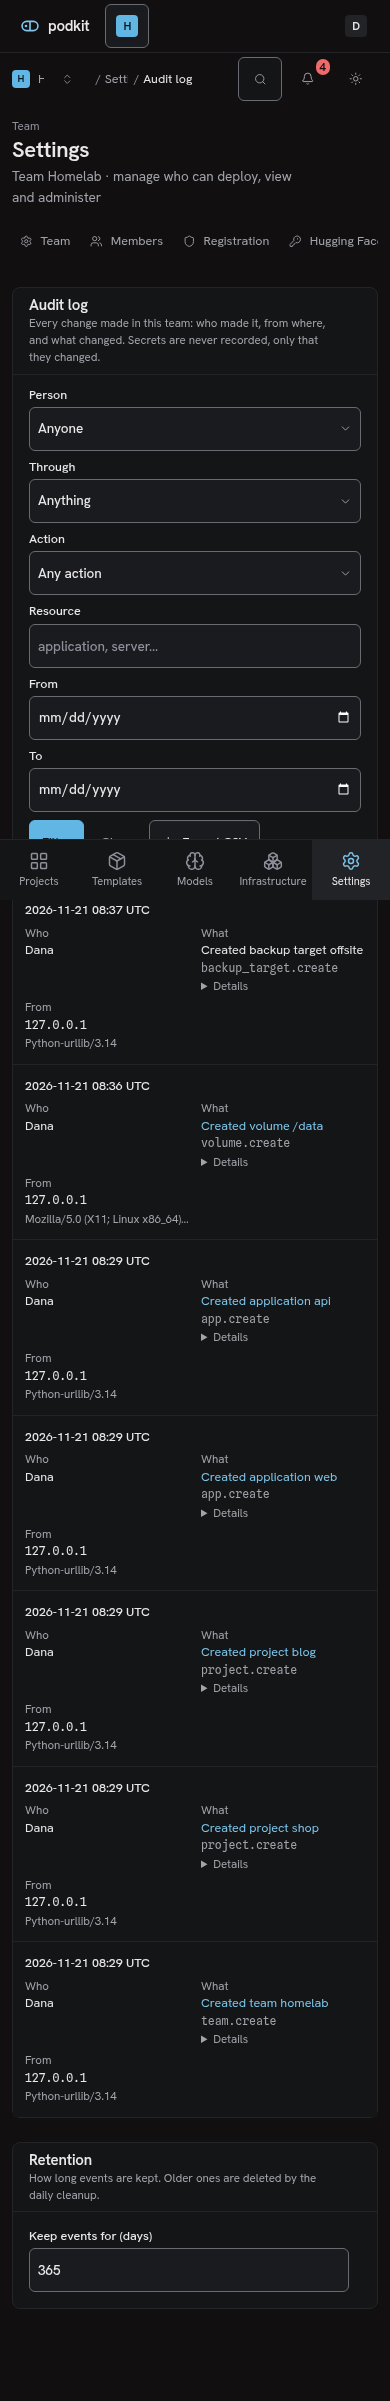 podkit
H
D
H
/ Sett / Audit log
4
Team
Settings
Team Homelab · manage who can deploy, view
and administer
Team
Members
Registration
Hugging Fac
Audit log
Every change made in this team: who made it, from where,
and what changed. Secrets are never recorded, only that
they changed.
Person
Anyone
Through
Anything
Action
Any action
Resource
application, server...
From
mm/dd/yyyy
To
mm/dd/yyyy
Projects
Templates
Models
Infrastructure
Settings
2026-11-21 08:37 UTC
Who
What
Dana
Created backup target offsite
backup_target.create
Details
From
127.0.0.1
Python-urllib/3.14
2026-11-21 08:36 UTC
Who
What
Dana
Created volume /data
volume.create
Details
From
127.0.0.1
Mozilla/5.0 (X11; Linux x86_64)...
2026-11-21 08:29 UTC
Who
What
Dana
Created application api
app.create
Details
From
127.0.0.1
Python-urllib/3.14
2026-11-21 08:29 UTC
Who
What
Dana
Created application web
app.create
Details
From
127.0.0.1
Python-urllib/3.14
2026-11-21 08:29 UTC
Who
What
Dana
Created project blog
project.create
Details
From
127.0.0.1
Python-urllib/3.14
2026-11-21 08:29 UTC
Who
What
Dana
Created project shop
project.create
Details
From
127.0.0.1
Python-urllib/3.14
2026-11-21 08:29 UTC
Who
What
Dana
Created team homelab
team.create
Details
From
127.0.0.1
Python-urllib/3.14
Retention
How long events are kept. Older ones are deleted by the
daily cleanup.
Keep events for (days)
365